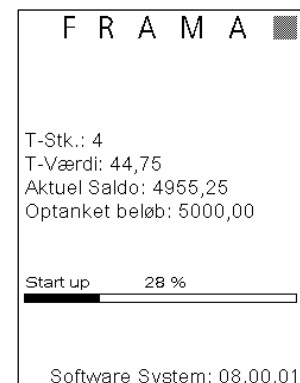 FRAMA
T-Stk.: 4
T-Værdi: 44,75
Aktuel Saldo: 4955,25
Optanket beløb: 5000,00
Start up 28 %
Software System: 08.00.01